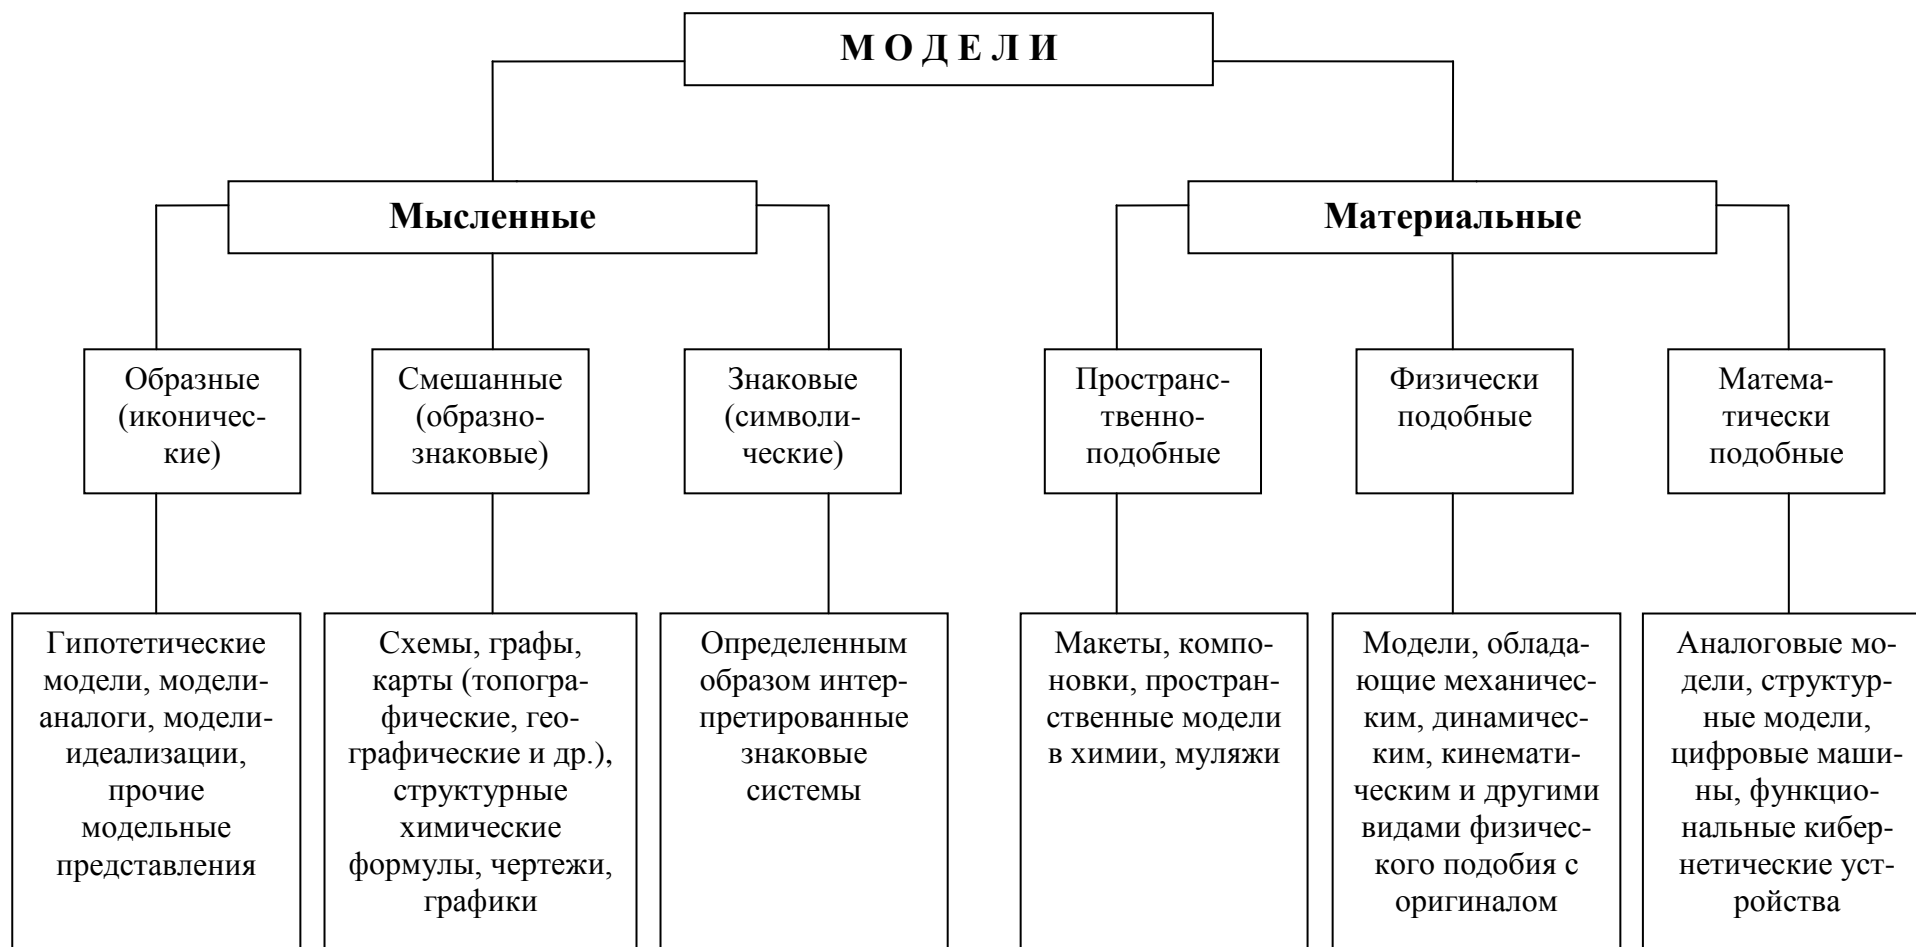 М О Д Е Л И
Мысленные
Материальные
Образные
(иконичес-
кие)
Смешанные
(образно-
знаковые)
Знаковые
(символи-
ческие)
Пространс-
твенно-
подобные
Физически
подобные
Матема-
тически
подобные
Гипотетические
модели, модели-
аналоги, модели-
идеализации,
прочие
модельные
представления
Схемы, графы,
карты (топогра-
фические, гео-
графические и др.),
структурные
химические
формулы, чертежи,
графики
Определенным
образом интер-
претированные
знаковые
системы
Макеты, компо-
новки, простран-
ственные модели
в химии, муляжи
Модели, облада-
ющие механичес-
ким, динамичес-
ким, кинемати-
ческим и другими
видами физичес-
кого подобия с
оригиналом
Аналоговые мо-
дели, структур-
ные модели,
цифровые маши-
ны, функцио-
нальные кибер-
нетические уст-
ройства